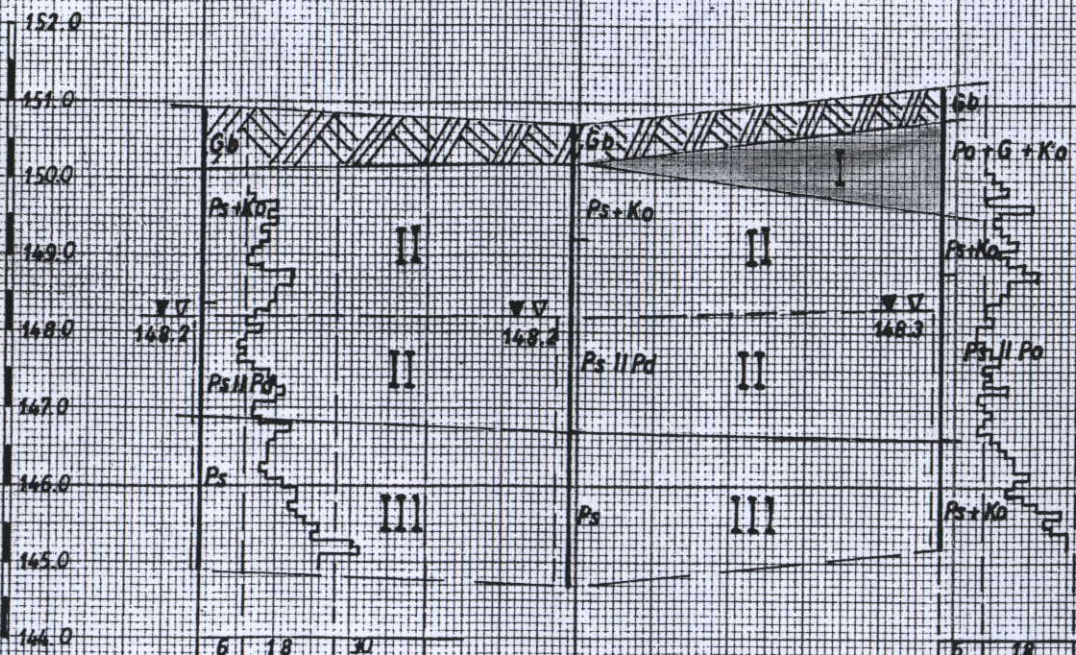 152.0
151.0
Gb
Gb
Gb
150.0
I
Po + G + Ko
Ps+Ko
II
Ps+Ko
II
149.0
Ps+Ko
148.0
148.2
148.2
148.3
Ps // Pd
II
Ps // Pd
II
Ps // Po
147.0
146.0
Ps
III
Ps
III
Ps+Ko
145.0
144.0
6 18 30
6 18